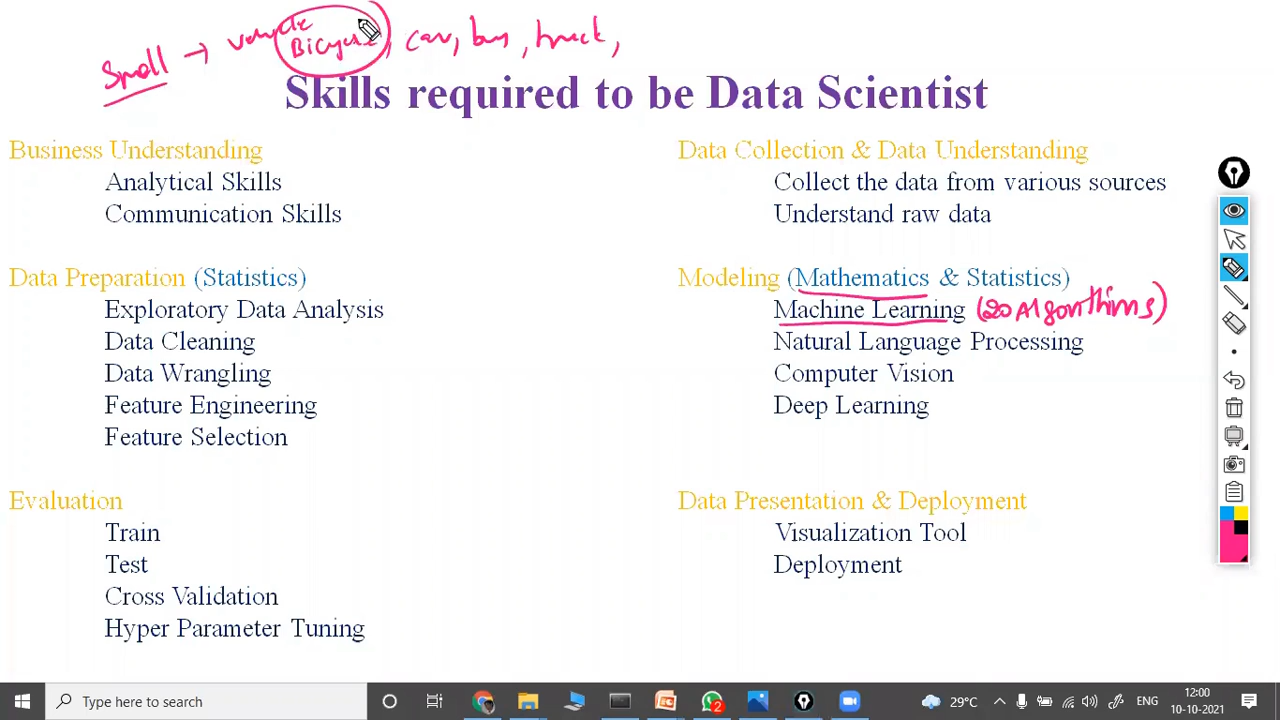 vehicle
Small → Bicycle, car, bus, truck,
Skills required to be Data Scientist
Business Understanding
Analytical Skills
Communication Skills
Data Collection & Data Understanding
Collect the data from various sources
Understand raw data
Data Preparation (Statistics)
Exploratory Data Analysis
Data Cleaning
Data Wrangling
Feature Engineering
Feature Selection
Modeling (Mathematics & Statistics)
Machine Learning (20 Algorithms)
Natural Language Processing
Computer Vision
Deep Learning
Evaluation
Train
Test
Cross Validation
Hyper Parameter Tuning
Data Presentation & Deployment
Visualization Tool
Deployment
Type here to search
2
29°C
ENG
12:00
10-10-2021